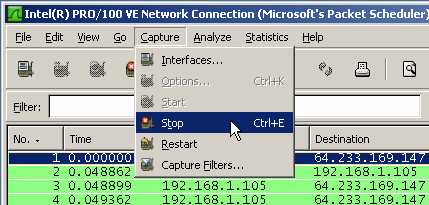 Intel(R) PRO/100 VE Network Connection (Microsoft's Packet Scheduler)
File Edit View Go Capture Analyze Statistics Help
Interfaces...
Options... Ctrl+K
Start
Stop Ctrl+E
Restart
Capture Filters...
Filter:
No. Time Destination
1 0.000000 64.233.169.147
2 0.048862 192.168.1.105
3 0.048899 192.168.1.105 64.233.169.147
4 0.049362 192.168.1.105 64.233.169.147